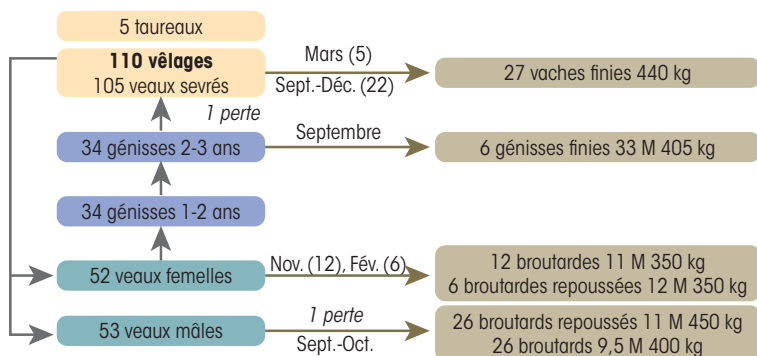 5 taureaux
110 vêlages
105 veaux sevrés
Mars (5)
Sept.-Déc. (22)
27 vaches finies 440 kg
1 perte
34 génisses 2-3 ans
Septembre
6 génisses finies 33 M 405 kg
34 génisses 1-2 ans
52 veaux femelles
Nov. (12), Fév. (6)
12 broutardes 11 M 350 kg
6 broutardes repoussées 12 M 350 kg
53 veaux mâles
1 perte
Sept.-Oct.
26 broutards repoussés 11 M 450 kg
26 broutards 9,5 M 400 kg